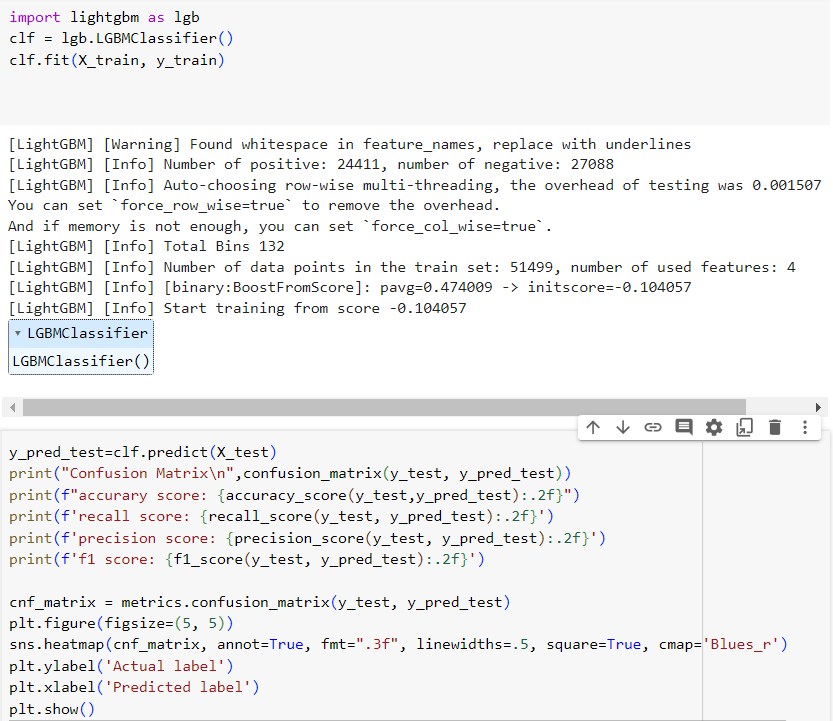 import lightgbm as lgb
clf = lgb.LGBMClassifier()
clf.fit(X_train, y_train)
[LightGBM] [Warning] Found whitespace in feature_names, replace with underlines
[LightGBM] [Info] Number of positive: 24411, number of negative: 27088
[LightGBM] [Info] Auto-choosing row-wise multi-threading, the overhead of testing was 0.001507
You can set `force_row_wise=true` to remove the overhead.
And if memory is not enough, you can set `force_col_wise=true`.
[LightGBM] [Info] Total Bins 132
[LightGBM] [Info] Number of data points in the train set: 51499, number of used features: 4
[LightGBM] [Info] [binary:BoostFromScore]: pavg=0.474009 -> initscore=-0.104057
[LightGBM] [Info] Start training from score -0.104057
LGBMClassifier
LGBMClassifier()
y_pred_test=clf.predict(X_test)
print("Confusion Matrix\n",confusion_matrix(y_test, y_pred_test))
print(f"accurary score: {accuracy_score(y_test,y_pred_test):.2f}")
print(f'recall score: {recall_score(y_test, y_pred_test):.2f}')
print(f'precision score: {precision_score(y_test, y_pred_test):.2f}')
print(f'f1 score: {f1_score(y_test, y_pred_test):.2f}')
cnf_matrix = metrics.confusion_matrix(y_test, y_pred_test)
plt.figure(figsize=(5, 5))
sns.heatmap(cnf_matrix, annot=True, fmt=".3f", linewidths=.5, square=True, cmap='Blues_r')
plt.ylabel('Actual label')
plt.xlabel('Predicted label')
plt.show()